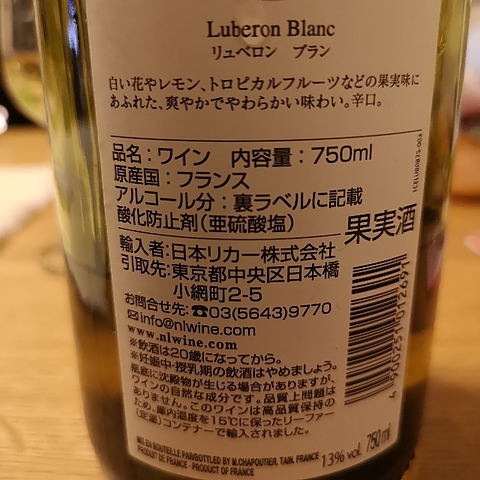 Luberon Blanc
リュベロン ブラン
白い花やレモン、トロピカルフルーツなどの果実味に
あふれた、爽やかでやわらかい味わい。辛口。
品名：ワイン 内容量：750ml
原産国：フランス
アルコール分：裏ラベルに記載
酸化防止剤（亜硫酸塩）
果実酒
輸入者：日本リカー株式会社
引取先：東京都中央区日本橋
小網町2-5
お問合せ先：☎03(5643)9770
✉info@nlwine.com
www.nlwine.com
※飲酒は20歳になってから。
※妊娠中・授乳期の飲酒はやめましょう。
瓶底に沈殿物が生じる場合がありますが、
ワインの自然な成分です。品質上問題は
ありません。このワインは高品質保持の
ため、庫内温度を15℃に保ったリーファー
(定温)コンテナーで輸入されました。
MIS EN BOUTEILLE PAR/BOTTLED BY M.CHAPOUTIER, TAIN, FRANCE
PRODUIT DE FRANCE - PRODUCT OF FRANCE
13% vol. 750 ml